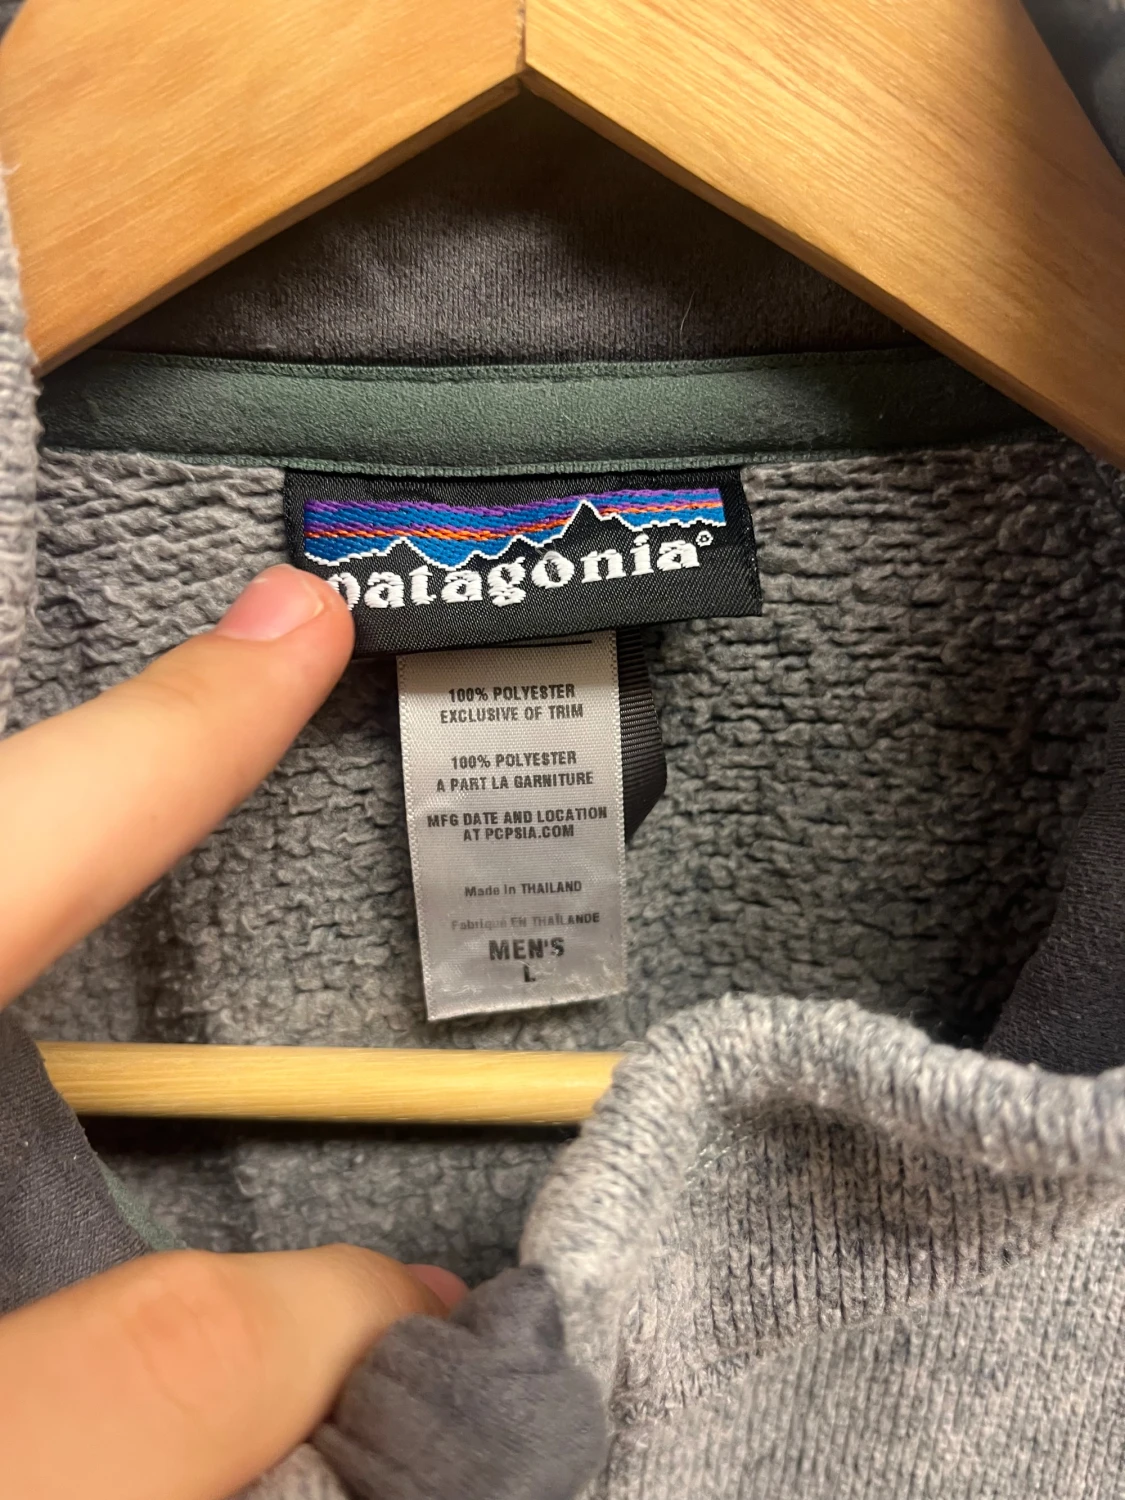 patagonia®
100% POLYESTER
EXCLUSIVE OF TRIM
100% POLYESTER
A PART LA GARNITURE
MFG DATE AND LOCATION
AT PCPSIA.COM
Made in THAILAND
Fabriqué EN THAÏLANDE
MEN'S
L